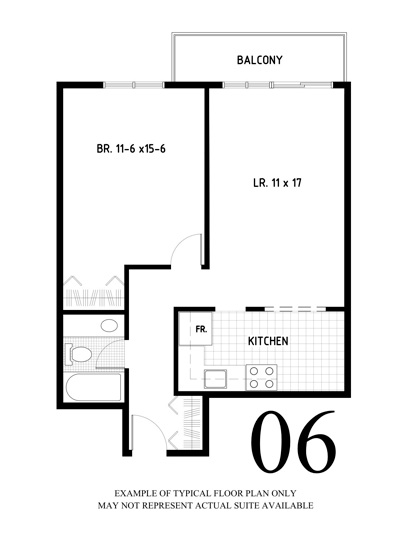 BALCONY
BR. 11-6 x15-6
LR. 11 x 17
FR.
KITCHEN
06
EXAMPLE OF TYPICAL FLOOR PLAN ONLY
MAY NOT REPRESENT ACTUAL SUITE AVAILABLE